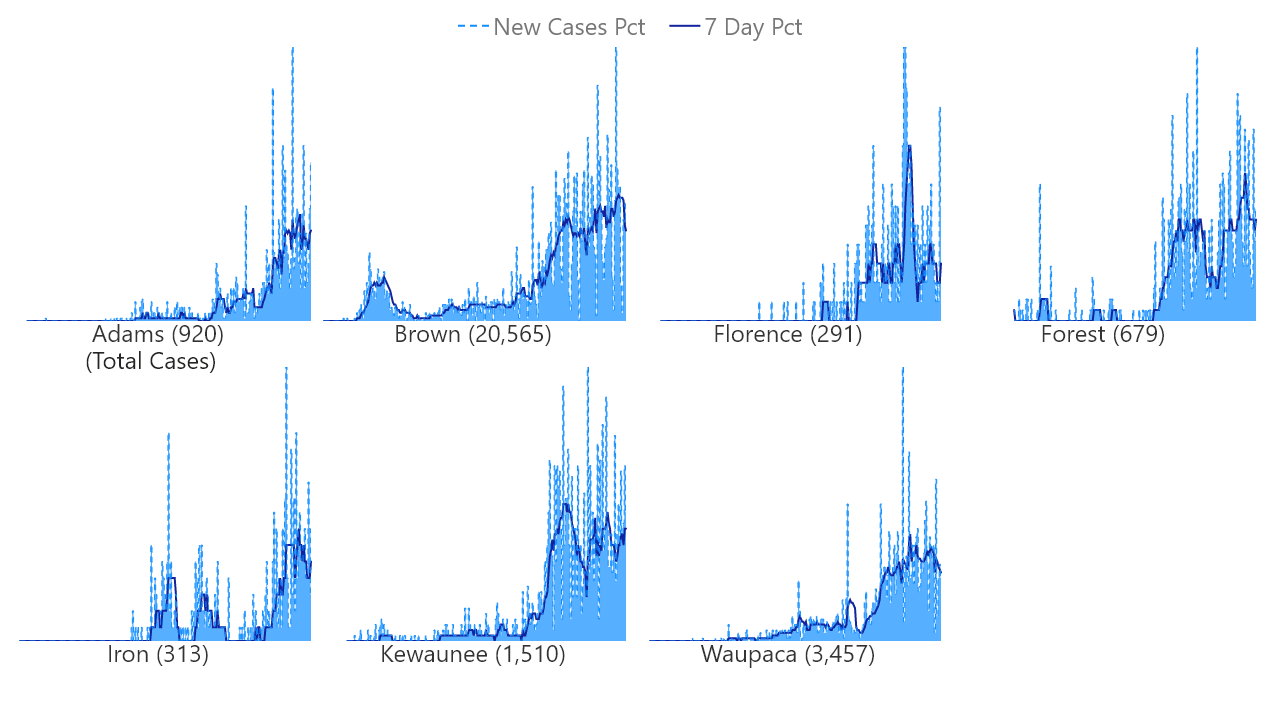 New Cases Pct 7 Day Pct
Adams (920)
(Total Cases)
Brown (20,565)
Florence (291)
Forest (679)
Iron (313)
Kewaunee (1,510)
Waupaca (3,457)